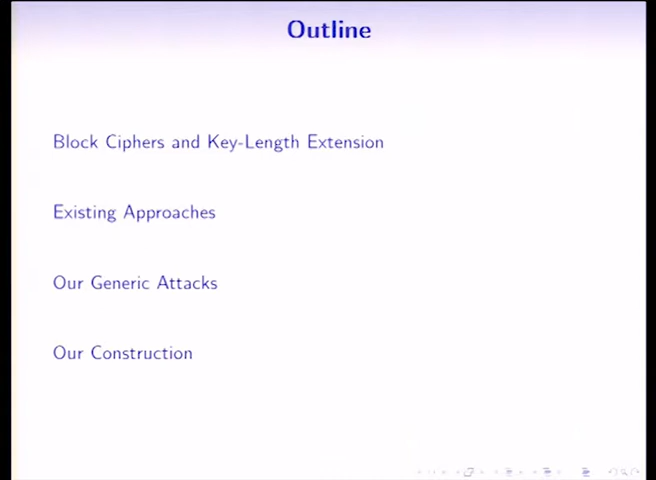 Outline
Block Ciphers and Key-Length Extension
Existing Approaches
Our Generic Attacks
Our Construction